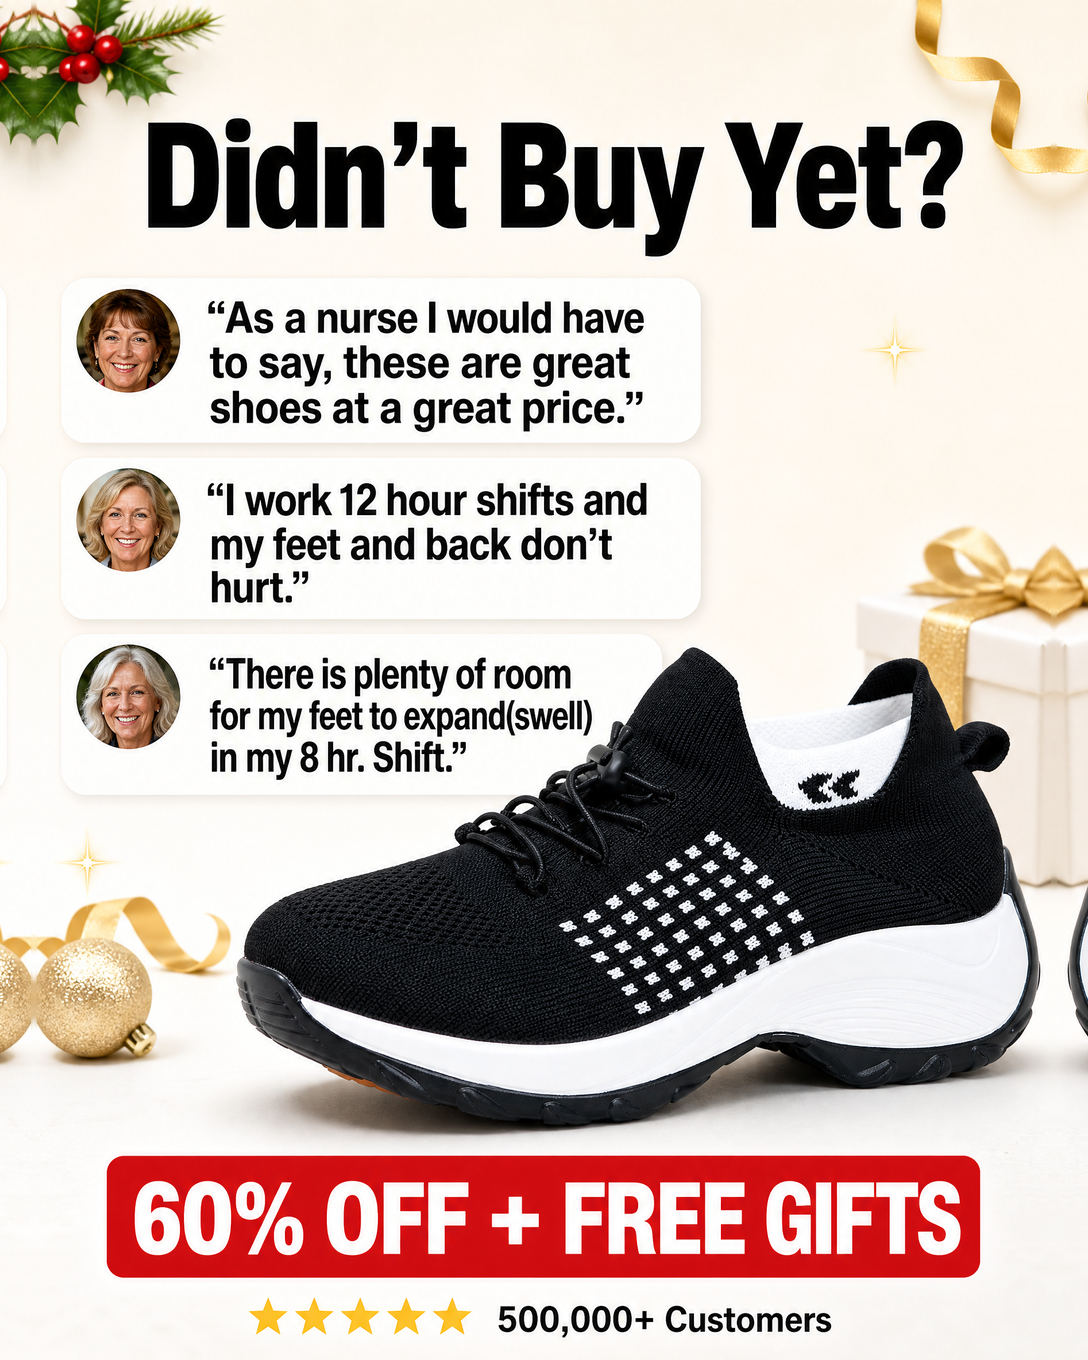 Didn’t Buy Yet?
“As a nurse I would have
to say, these are great
shoes at a great price.”
“I work 12 hour shifts and
my feet and back don’t
hurt.”
“There is plenty of room
for my feet to expand(swell)
in my 8 hr. Shift.”
60% OFF + FREE GIFTS
500,000+ Customers